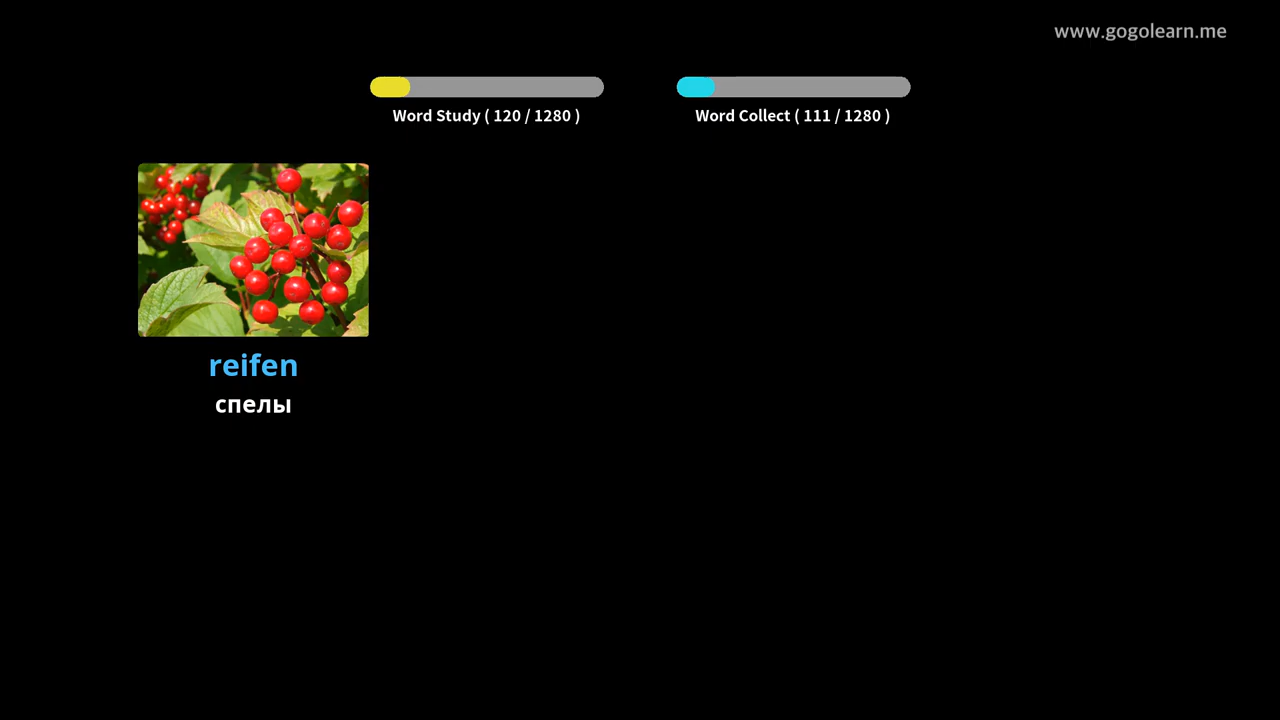 www.gogolearn.me
Word Study ( 120 / 1280 )
Word Collect ( 111 / 1280 )
reifen
спелы